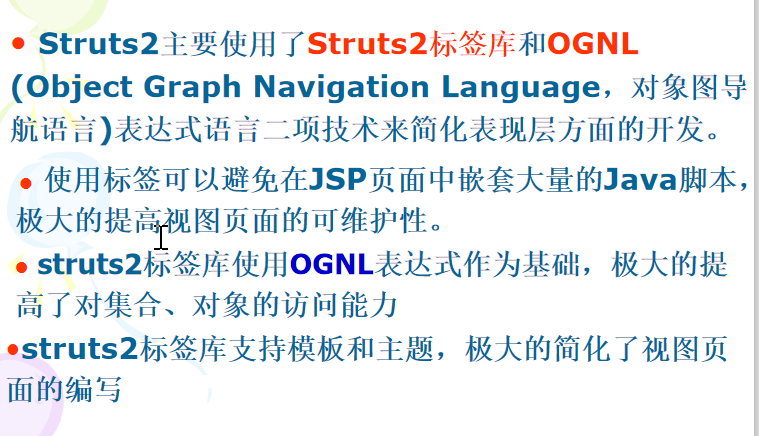 • Struts2主要使用了Struts2标签库和OGNL
(Object Graph Navigation Language，对象图导
航语言)表达式语言二项技术来简化表现层方面的开发。
• 使用标签可以避免在JSP页面中嵌套大量的Java脚本，
极大的提高视图页面的可维护性。
• struts2标签库使用OGNL表达式作为基础，极大的提
高了对集合、对象的访问能力
•struts2标签库支持模板和主题，极大的简化了视图页
面的编写